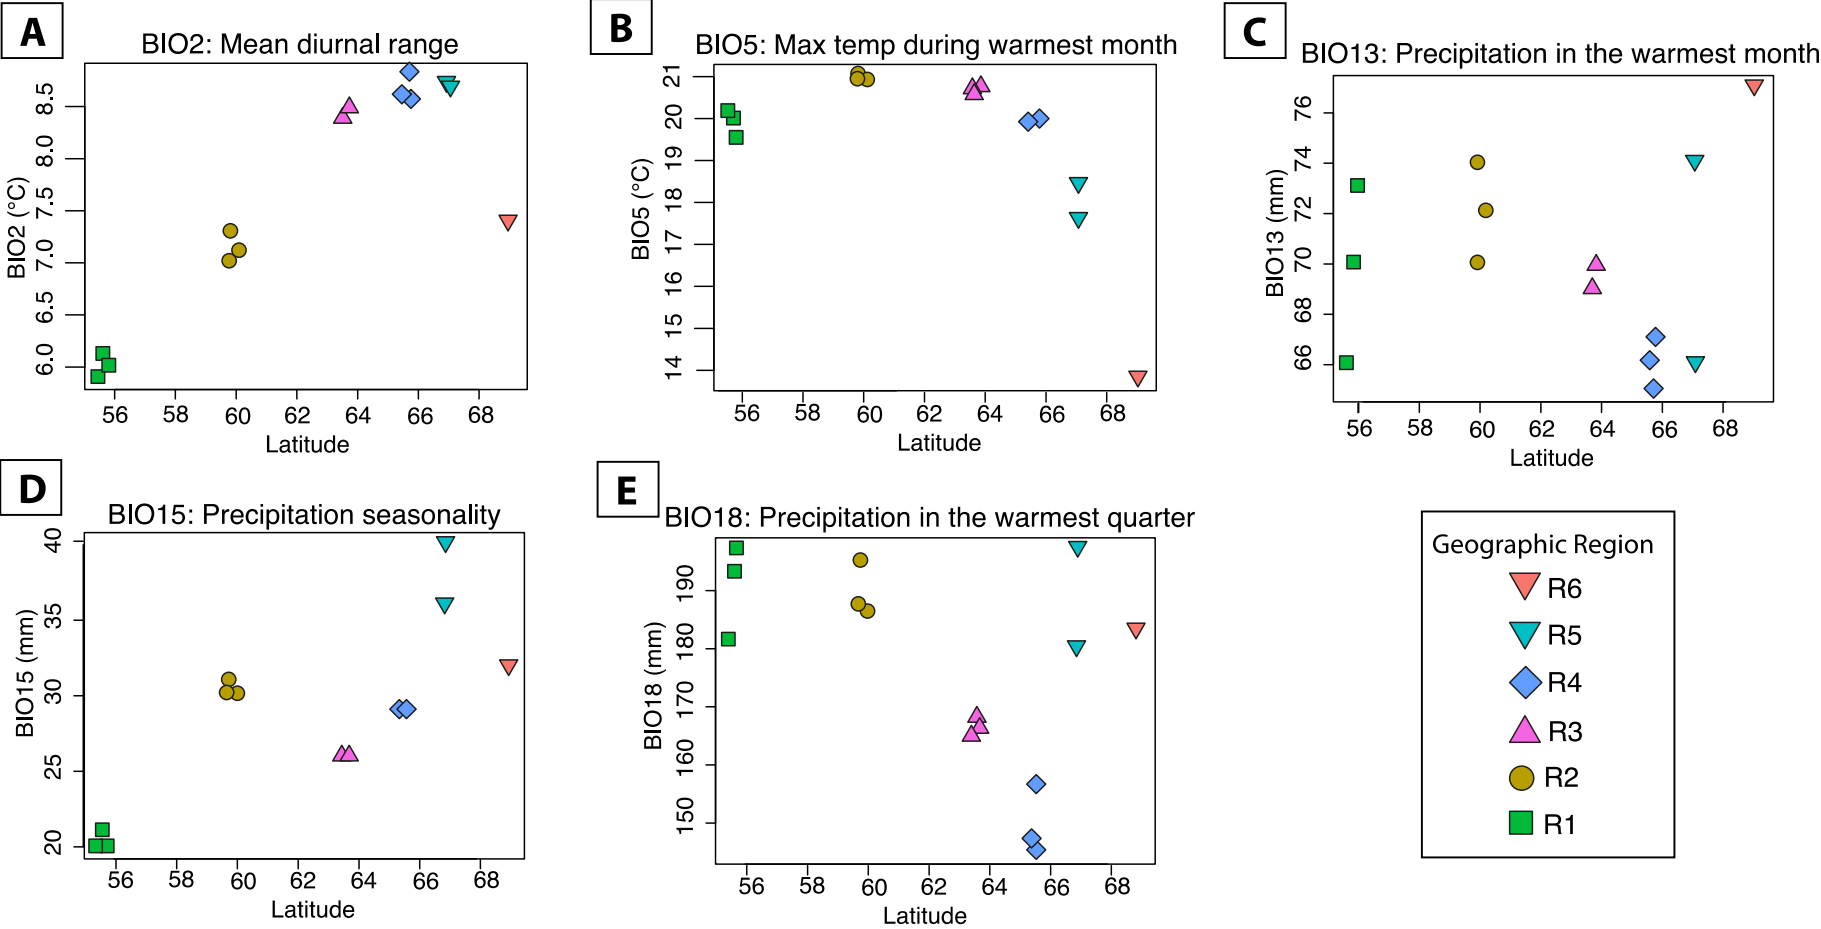 A
BIO2: Mean diurnal range
BIO2 (°C)
8.5
8.0
7.5
7.0
6.5
6.0
56 58 60 62 64 66 68
Latitude
B
BIO5: Max temp during warmest month
BIO5 (°C)
21
20
19
18
17
16
15
14
56 58 60 62 64 66 68
Latitude
C
BIO13: Precipitation in the warmest month
BIO13 (mm)
76
74
72
70
68
66
56 58 60 62 64 66 68
Latitude
D
BIO15: Precipitation seasonality
BIO15 (mm)
40
35
30
25
20
56 58 60 62 64 66 68
Latitude
E
BIO18: Precipitation in the warmest quarter
BIO18 (mm)
190
180
170
160
150
56 58 60 62 64 66 68
Latitude
Geographic Region
R6
R5
R4
R3
R2
R1